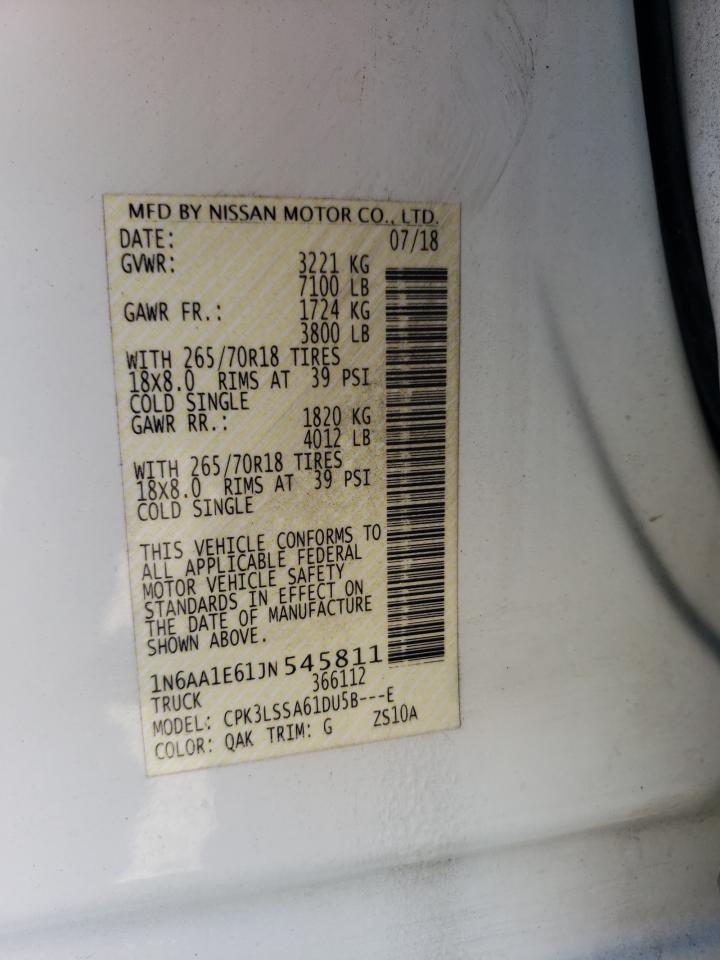 MFD BY NISSAN MOTOR CO., LTD.
DATE: 07/18
GVWR: 3221 KG
7100 LB
GAWR FR.: 1724 KG
3800 LB
WITH 265/70R18 TIRES
18X8.0 RIMS AT 39 PSI
COLD SINGLE
GAWR RR.: 1820 KG
4012 LB
WITH 265/70R18 TIRES
18X8.0 RIMS AT 39 PSI
COLD SINGLE
THIS VEHICLE CONFORMS TO
ALL APPLICABLE FEDERAL
MOTOR VEHICLE SAFETY
STANDARDS IN EFFECT ON
THE DATE OF MANUFACTURE
SHOWN ABOVE.
1N6AA1E61JN545811
TRUCK 366112
MODEL: CPK3LSSA61DU5B---E
COLOR: QAK TRIM: G ZS10A